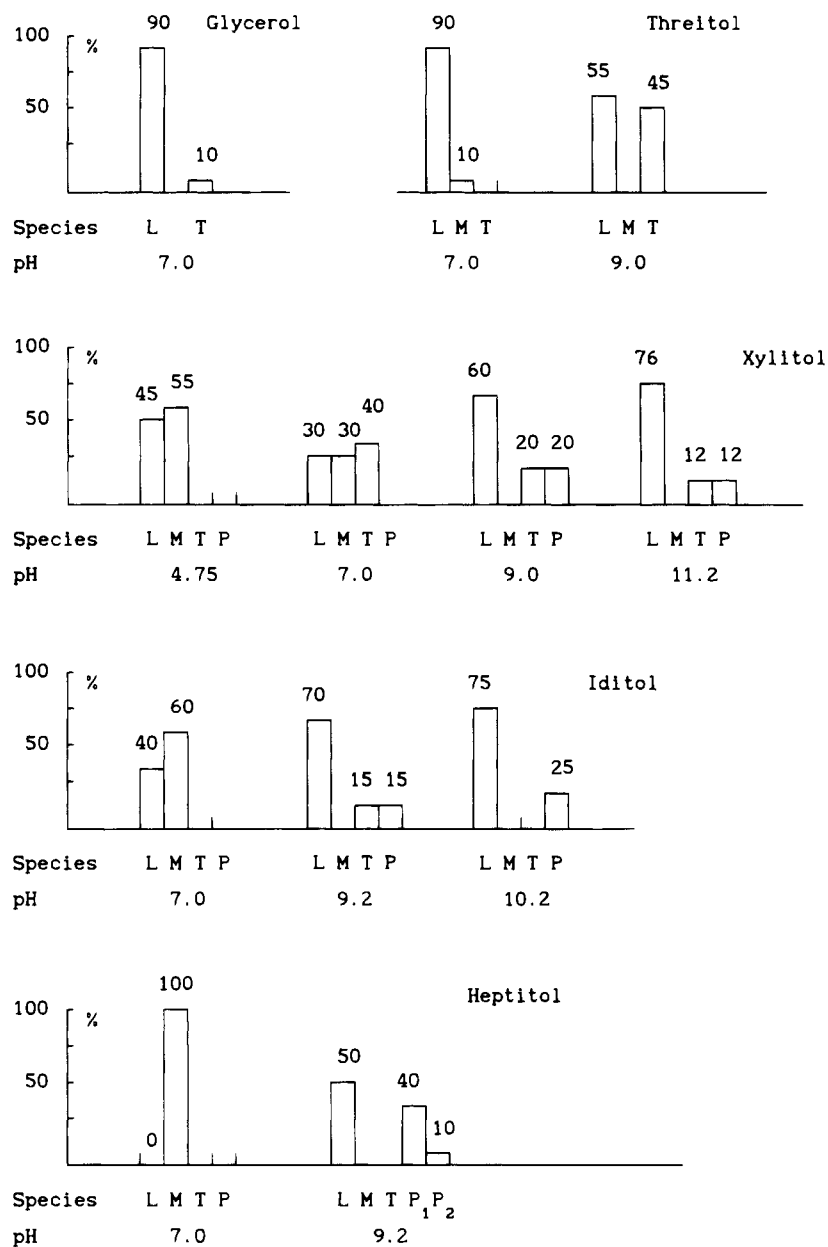 90 Glycerol 90 Threitol
100 % 55 45
50
10 10
Species L T L M T L M T
pH 7.0 7.0 9.0
100 % 76 Xylitol
60
45 55
50 40
30 30
20 20
12 12
Species L M T P L M T P L M T P L M T P
pH 4.75 7.0 9.0 11.2
100 % 70 75 Iditol
60
50
40
15 15 25
Species L M T P L M T P L M T P
pH 7.0 9.2 10.2
100 Heptitol
100 %
50
50 40
0 10
Species L M T P L M T P₁P₂
pH 7.0 9.2